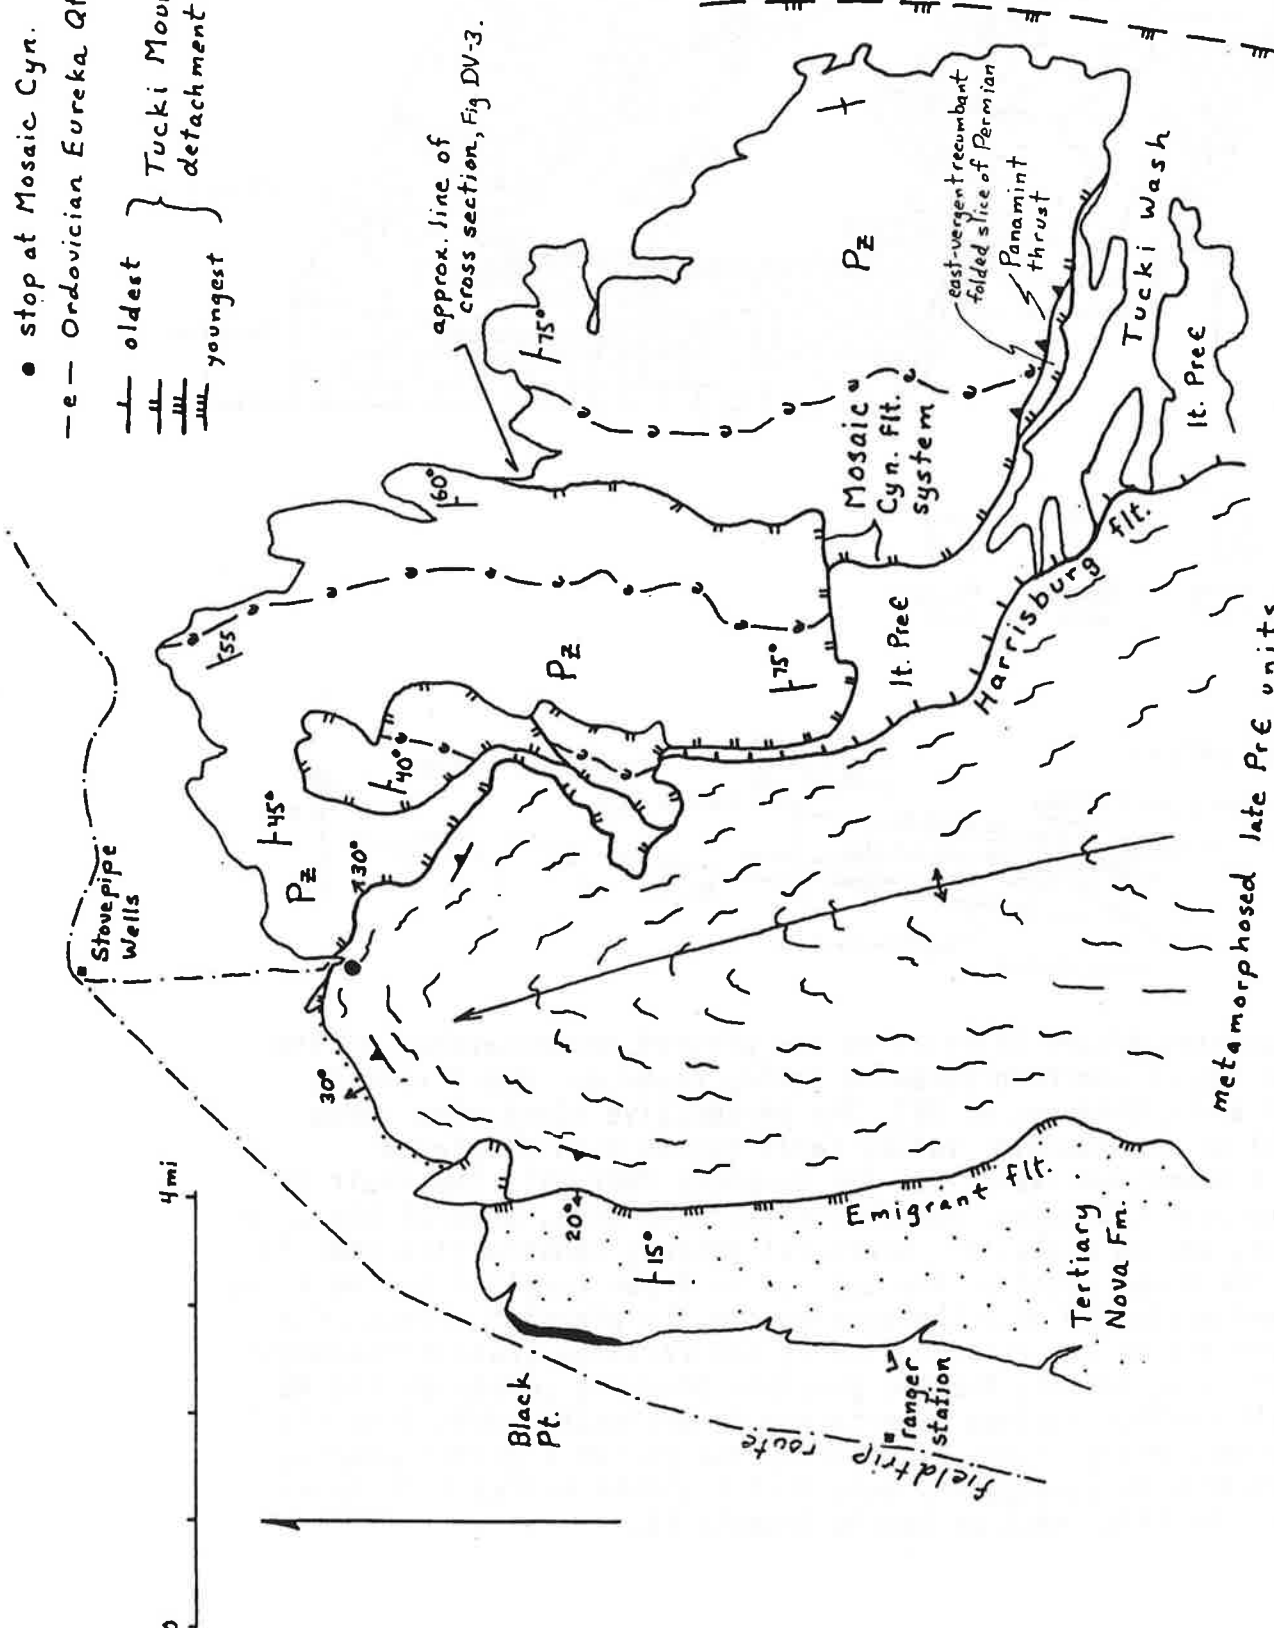 • stop at Mosaic Cyn.
— e — Ordovician Eureka Qt
oldest
youngest
Tucki Mou
detachment
approx. line of
cross section, Fig DV-3.
Stovepipe
Wells
55
45°
Pz
30°
30°
40°
60°
75°
Pz
75°
Pz
Mosaic
Cyn. flt.
system
east-vergent recumbant
folded slice of Permian
Panamint
thrust
Tucki Wash
lt. Pre€
lt. Pre€
Harrisburg flt.
metamorphosed late Pr€ units
Emigrant flt.
20°
15°
Tertiary
Nova Fm.
Black
Pt.
ranger
station
fieldtrip route
4mi